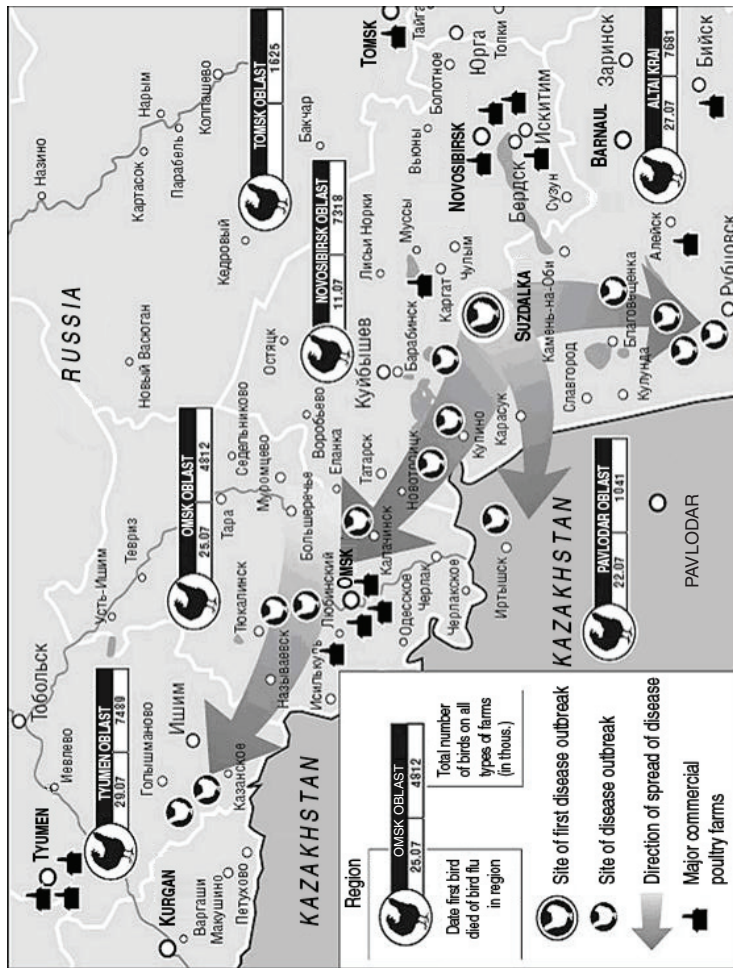 Назино
RUSSIA
Картасок
Нарым
Парабель
Колпашево
Новый Васюган
Кедровый
TOMSK OBLAST
1625
Бакчар
TOMSK
Тайга
Юрга
Топки
Болотное
Тобольск
Усть-Ишим
Тевриз
OMSK OBLAST
25.07 4812
Тара
Седельниково
Муромцево
Остяцк
Воробьево
Большеречье
Еланка
NOVOSIBIRSK OBLAST
11.07 7318
Лисьи Норки
Муссы
Вьюны
NOVOSIBIRSK
Бердск
Искитим
Иевлево
TYUMEN
TYUMEN OBLAST
29.07 7489
Голышманово
Ишим
Казанское
Тюкалинск
Называевск
Любинский
Исилькуль
OMSK
Калачинск
Татарск
Куйбышев
Барабинск
Каргат
Чулым
SUZDALKA
Сузун
BARNAUL
Заринск
KURGAN
Варгаши
Макушино
Петухово
KAZAKHSTAN
Одесское
Черлак
Черлакское
Новотопицк
Купино
Карасук
Камень-на-Оби
Славгород
Благовыщенка
Кулунда
Алейск
Рубцовск
ALTAI KRAI
27.07 7681
Бийск
Иртышск
KAZAKHSTAN
PAVLODAR OBLAST
22.07 1041
PAVLODAR
Region
OMSK OBLAST
25.07 4812
Date first bird
died of bird flu
in region
Total number
of birds on all
types of farms
(in thous.)
Site of first disease outbreak
Site of disease outbreak
Direction of spread of disease
Major commercial
poultry farms